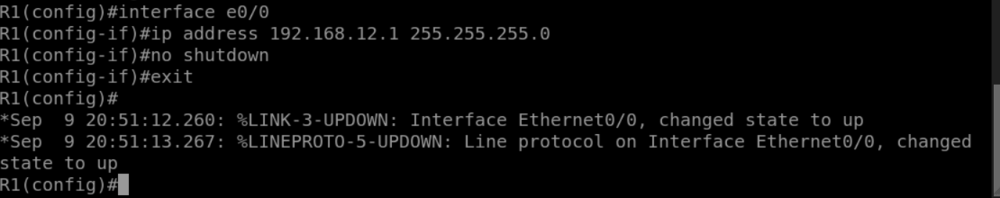 R1(config)#interface e0/0
R1(config-if)#ip address 192.168.12.1 255.255.255.0
R1(config-if)#no shutdown
R1(config-if)#exit
R1(config)#
*Sep  9 20:51:12.260: %LINK-3-UPDOWN: Interface Ethernet0/0, changed state to up
*Sep  9 20:51:13.267: %LINEPROTO-5-UPDOWN: Line protocol on Interface Ethernet0/0, changed
state to up
R1(config)#